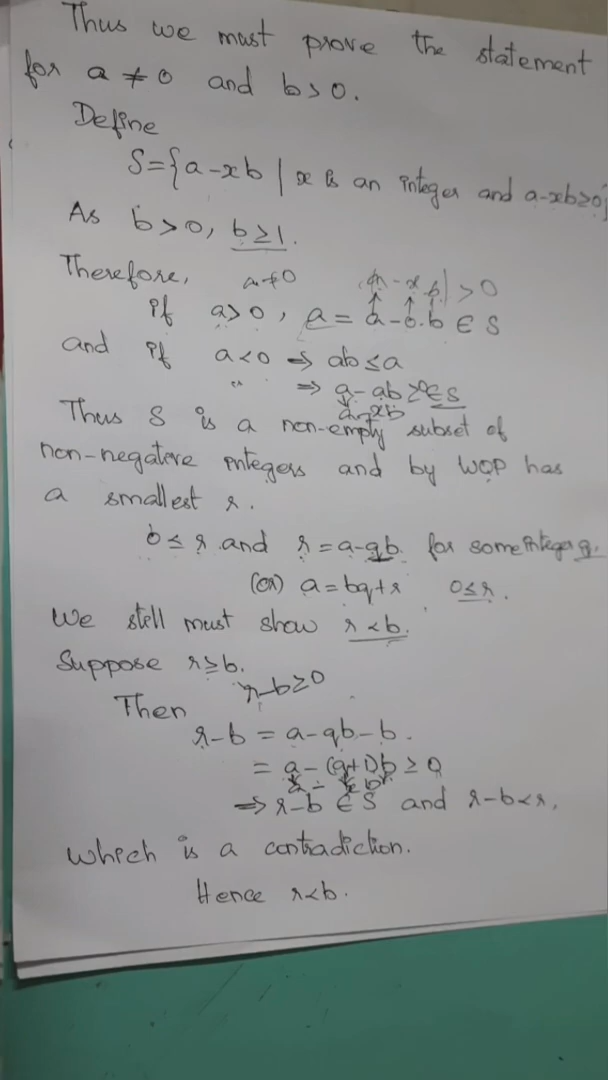 Thus we must prove the statement
for a ≠ 0 and b > 0.
Define
S = {a - xb | x is an integer and a-xb≥0}
As b > 0, b ≥ 1.
Therefore, a≠0 |a - x b| > 0
if a > 0, a = a - 0.b ∈ S
and if a < 0 ⇒ ab ≤ a
" ⇒ a - ab ≥ 0 ∈ S
a - xb
Thus S is a non-empty subset of
non-negative integers and by WOP has
a smallest r.
0 ≤ r and r = a - qb for some integer q.
(or) a = bq + r 0 ≤ r.
We still must show r < b.
Suppose r ≥ b.
r - b ≥ 0
Then
r - b = a - qb - b.
= a - (q+1)b ≥ 0
⇒ r - b ∈ S and r - b < r,
which is a contradiction.
Hence r < b.